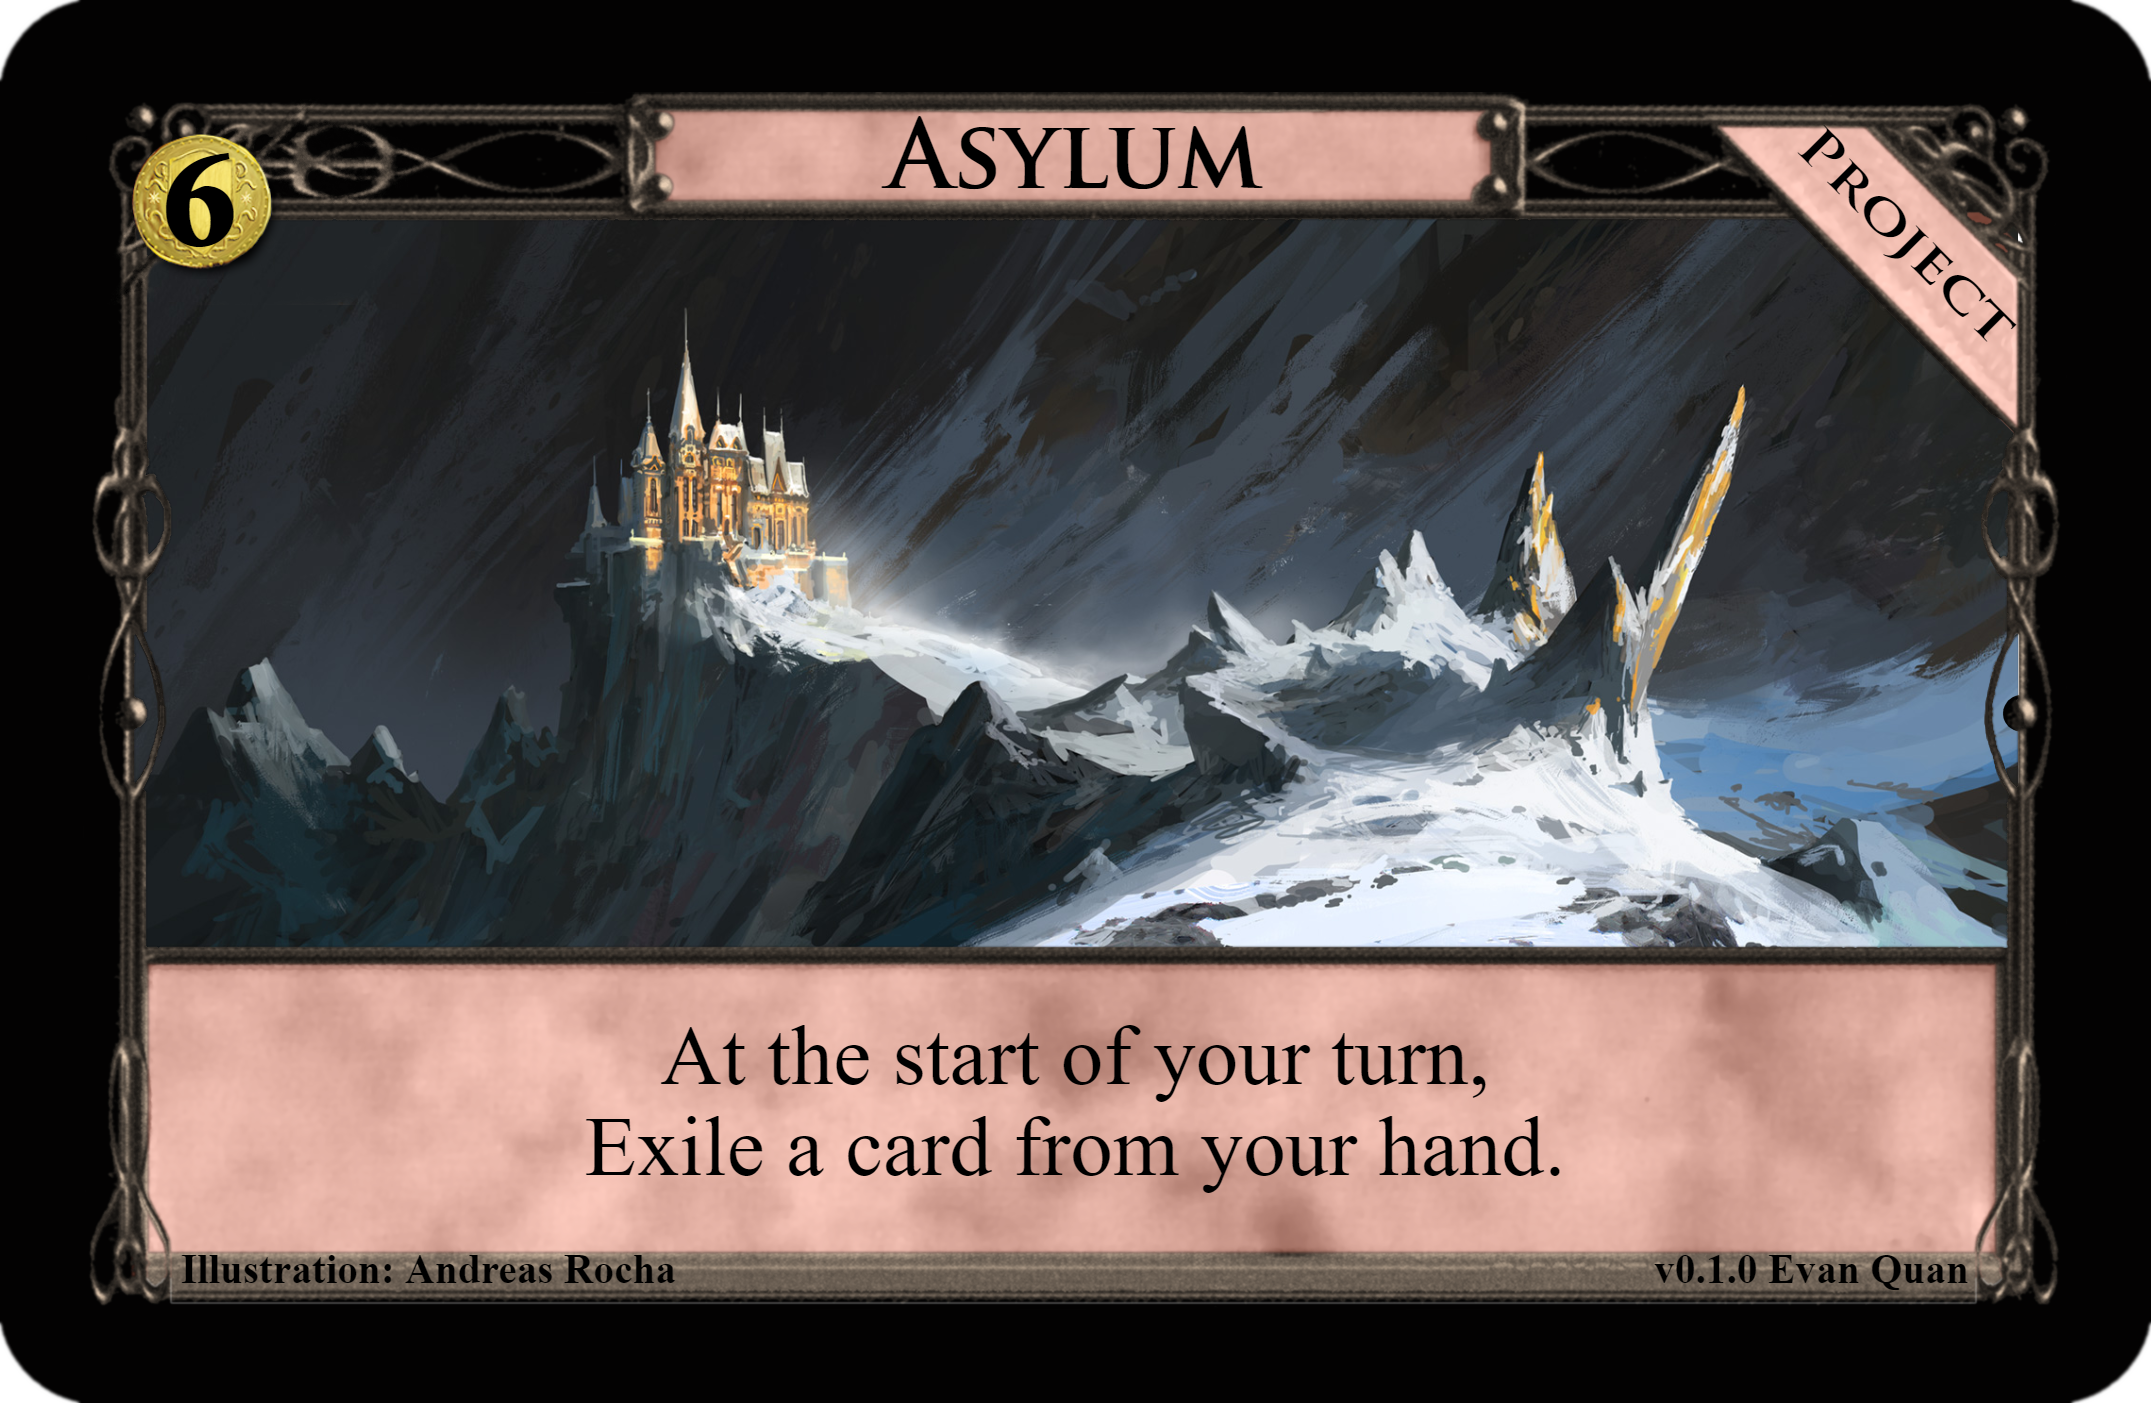 6
ASYLUM
PROJECT
At the start of your turn,
Exile a card from your hand.
Illustration: Andreas Rocha
v0.1.0 Evan Quan